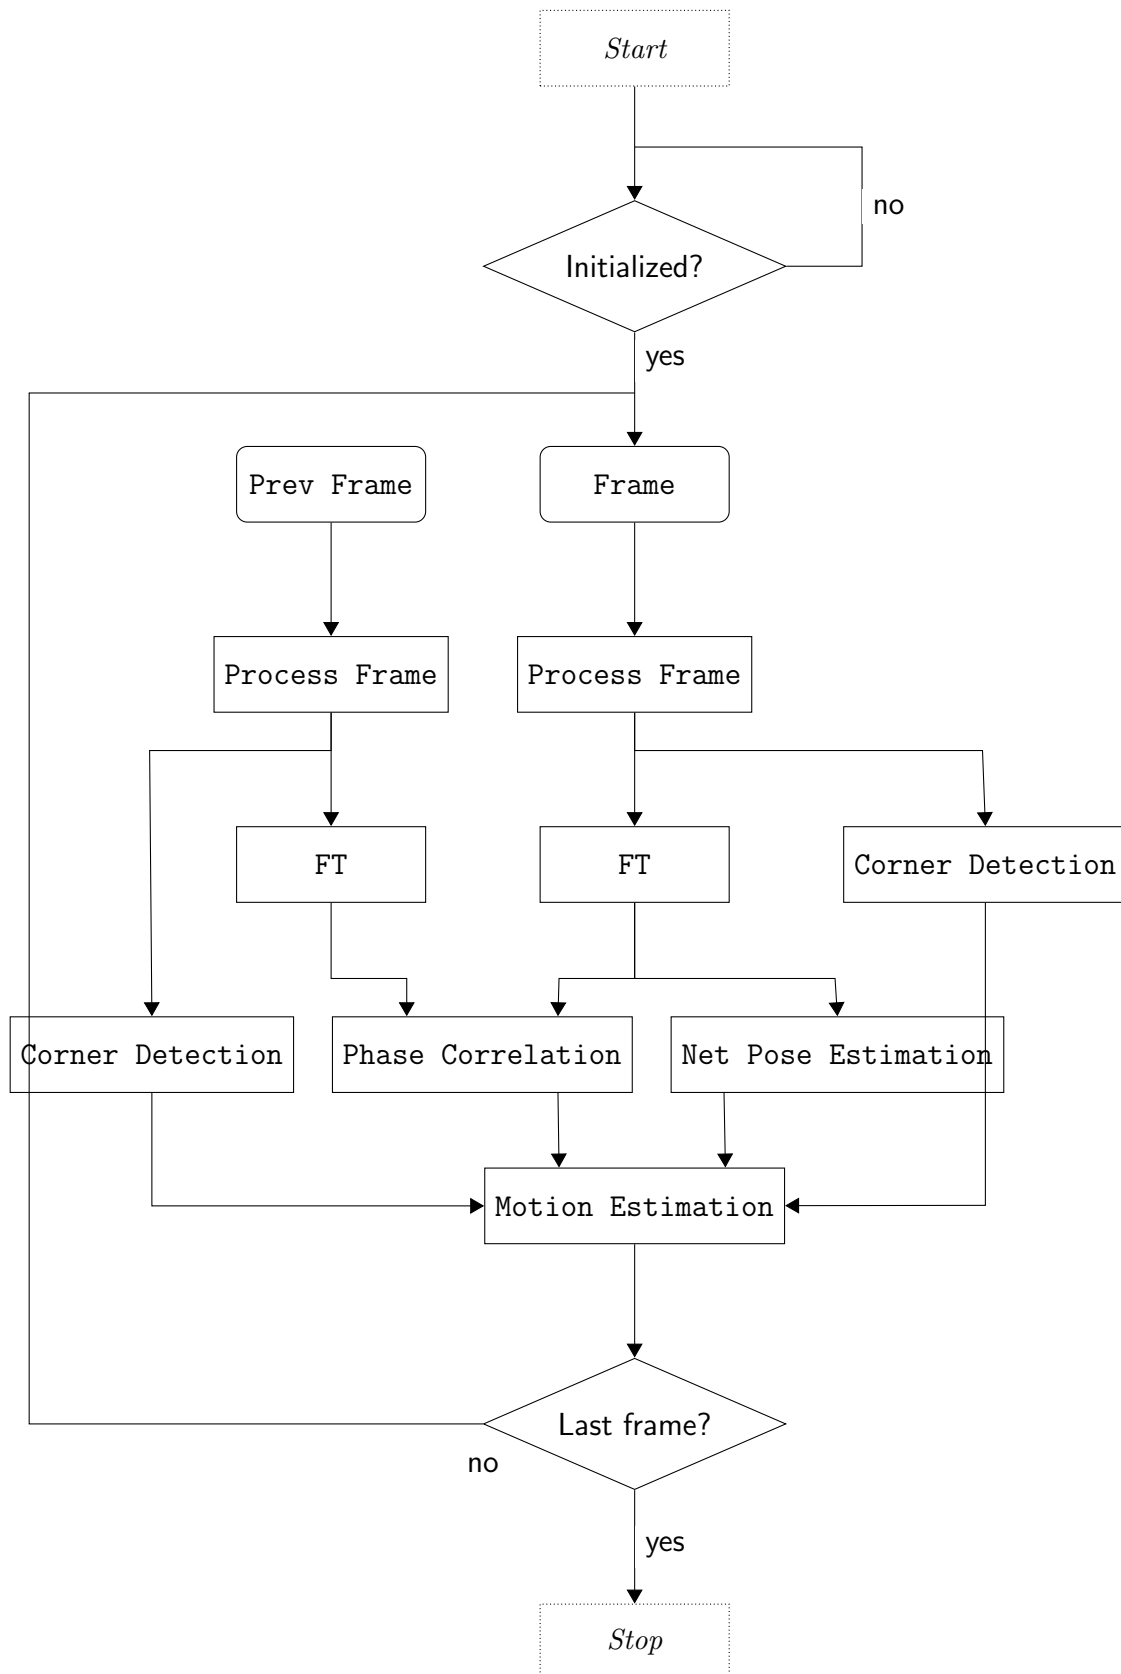 Start
no
Initialized?
yes
Prev Frame
Frame
Process Frame
Process Frame
FT
FT
Corner Detection
Corner Detection
Phase Correlation
Net Pose Estimation
Motion Estimation
Last frame?
no
yes
Stop